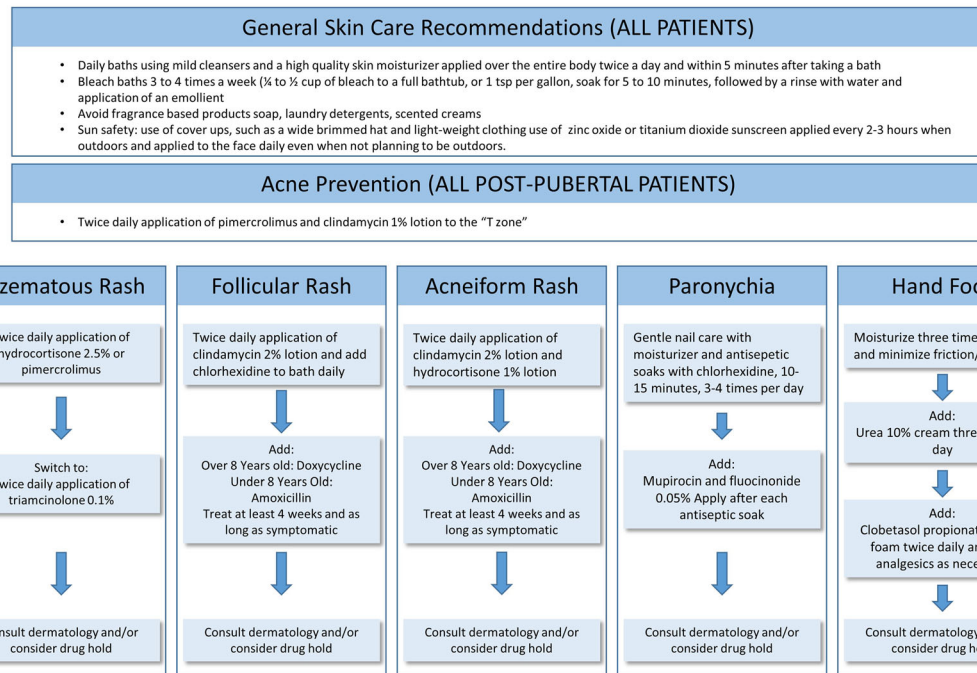 General Skin Care Recommendations (ALL PATIENTS)
• Daily baths using mild cleansers and a high quality skin moisturizer applied over the entire body twice a day and within 5 minutes after taking a bath
• Bleach baths 3 to 4 times a week (¼ to ½ cup of bleach to a full bathtub, or 1 tsp per gallon, soak for 5 to 10 minutes, followed by a rinse with water and
application of an emollient
• Avoid fragrance based products soap, laundry detergents, scented creams
• Sun safety: use of cover ups, such as a wide brimmed hat and light-weight clothing use of zinc oxide or titanium dioxide sunscreen applied every 2-3 hours when
outdoors and applied to the face daily even when not planning to be outdoors.
Acne Prevention (ALL POST-PUBERTAL PATIENTS)
• Twice daily application of pimercrolimus and clindamycin 1% lotion to the “T zone”
zematous Rash
wice daily application of
hydrocortisone 2.5% or
pimercrolimus
Switch to:
wice daily application of
triamcinolone 0.1%
nsult dermatology and/or
consider drug hold
Follicular Rash
Twice daily application of
clindamycin 2% lotion and add
chlorhexidine to bath daily
Add:
Over 8 Years old: Doxycycline
Under 8 Years Old:
Amoxicillin
Treat at least 4 weeks and as
long as symptomatic
Consult dermatology and/or
consider drug hold
Acneiform Rash
Twice daily application of
clindamycin 2% lotion and
hydrocortisone 1% lotion
Add:
Over 8 Years old: Doxycycline
Under 8 Years Old:
Amoxicillin
Treat at least 4 weeks and as
long as symptomatic
Consult dermatology and/or
consider drug hold
Paronychia
Gentle nail care with
moisturizer and antisepetic
soaks with chlorhexidine, 10-
15 minutes, 3-4 times per day
Add:
Mupirocin and fluocinonide
0.05% Apply after each
antiseptic soak
Consult dermatology and/or
consider drug hold
Hand Foo
Moisturize three time
and minimize friction/
Add:
Urea 10% cream thre
day
Add:
Clobetasol propionat
foam twice daily a
analgesics as nece
Consult dermatology
consider drug h